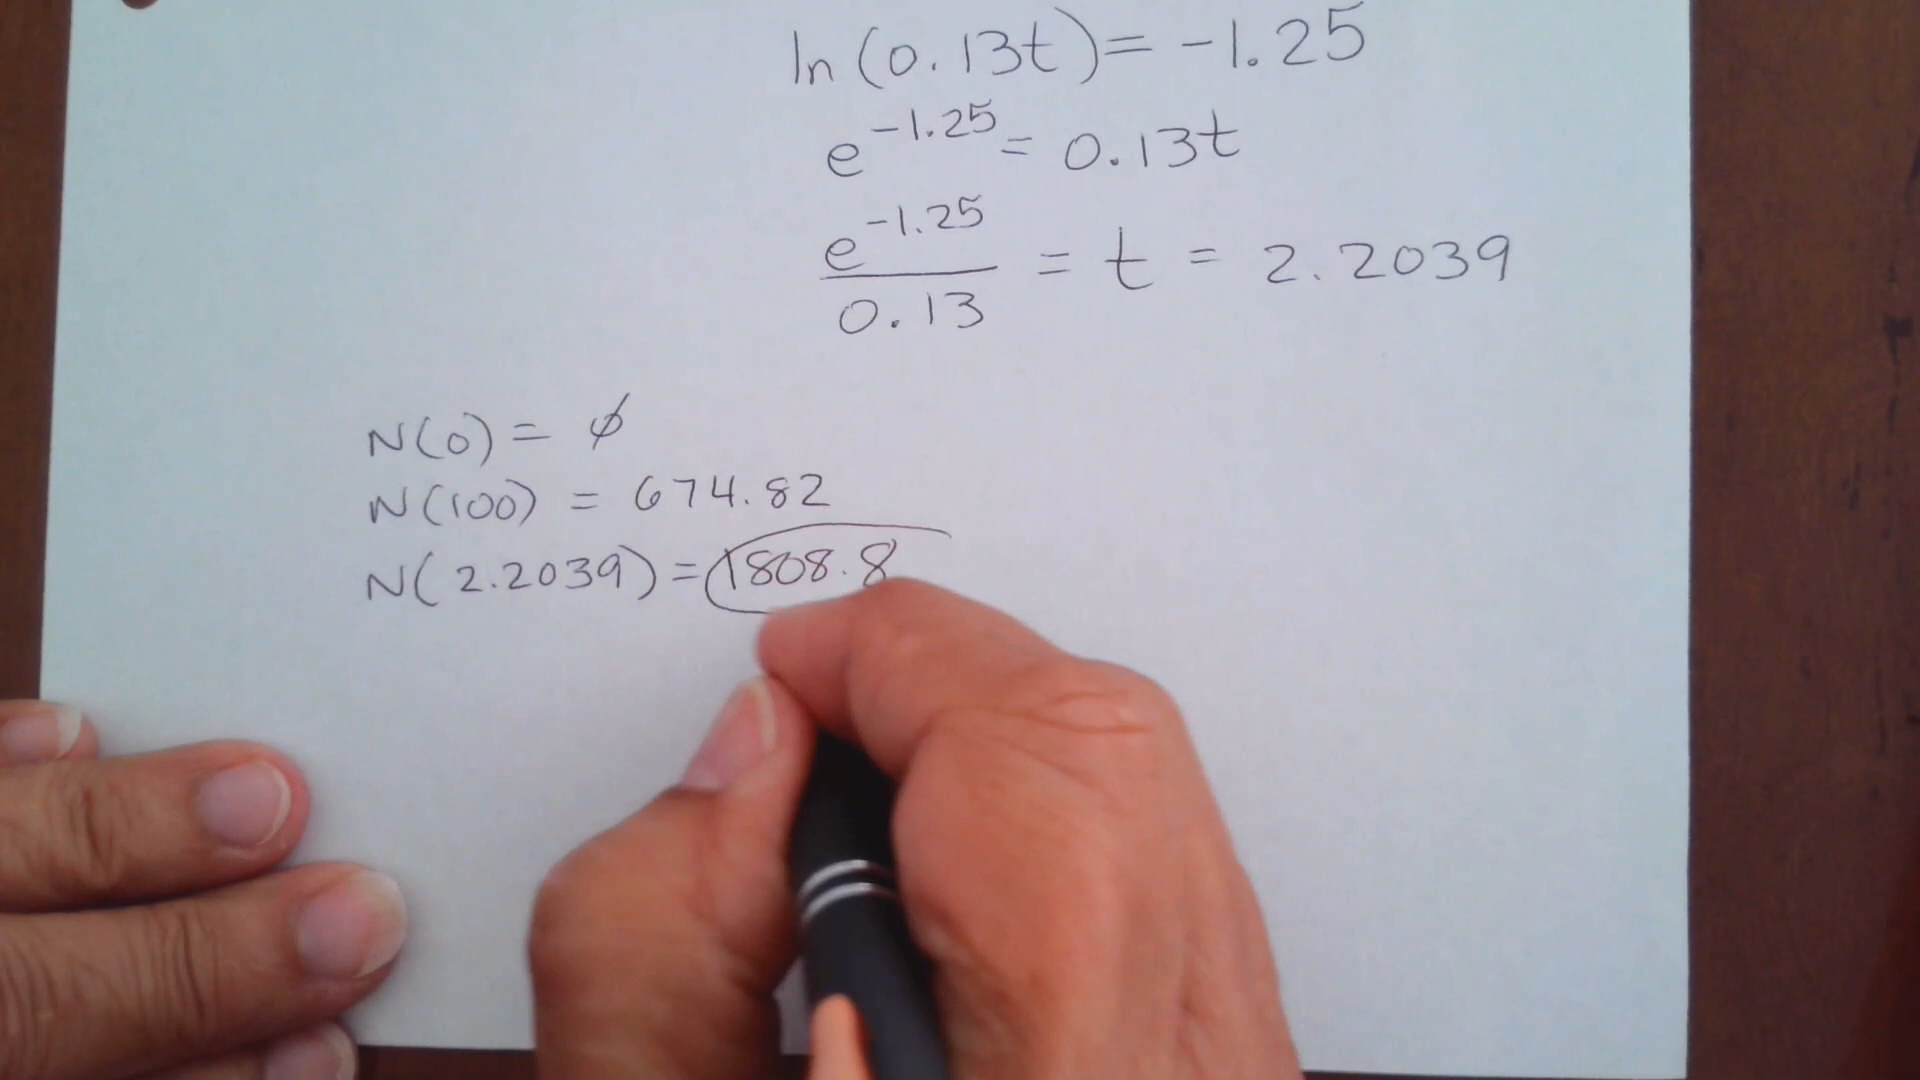 ln(0.13t) = -1.25
e^-1.25 = 0.13t
e^-1.25 / 0.13 = t = 2.2039
N(0) = ϕ
N(100) = 674.82
N(2.2039) = 1808.8